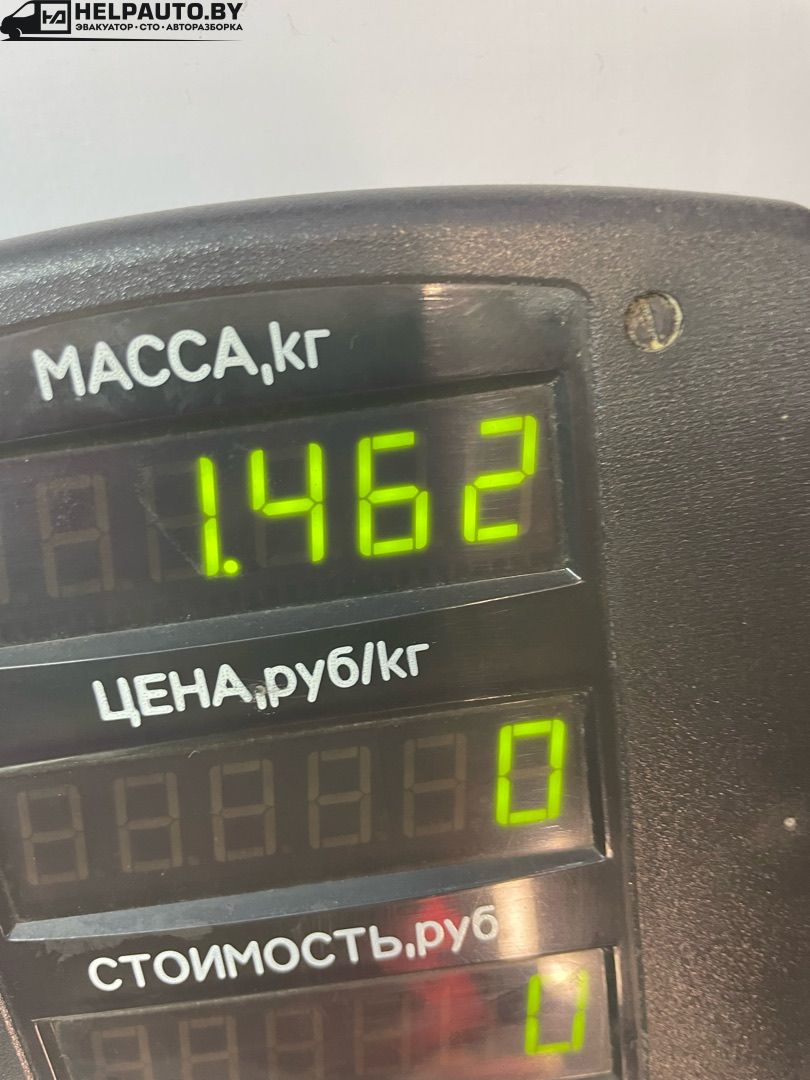 HELPAUTO.BY
ЭВАКУАТОР • СТО • АВТОРАЗБОРКА
МАССА,кг
1.462
ЦЕНА,руб/кг
0
СТОИМОСТЬ,руб
0